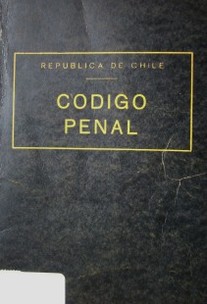 REPUBLICA DE CHILE
CODIGO
PENAL